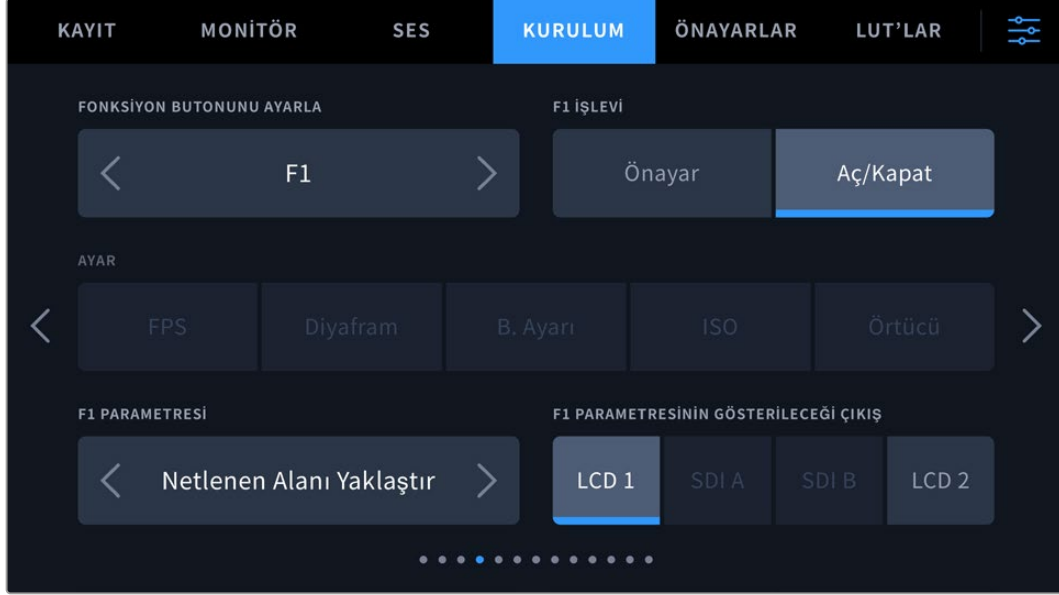 KAYIT MONİTÖR SES KURULUM ÖNAYARLAR LUT'LAR
FONKSİYON BUTONUNU AYARLA F1 İŞLEVİ
F1 Önayar Aç/Kapat
AYAR
FPS Diyafram B. Ayarı ISO Örtücü
F1 PARAMETRESİ F1 PARAMETRESİNİN GÖSTERİLECEĞİ ÇIKIŞ
Netlenen Alanı Yaklaştır LCD 1 SDI A SDI B LCD 2